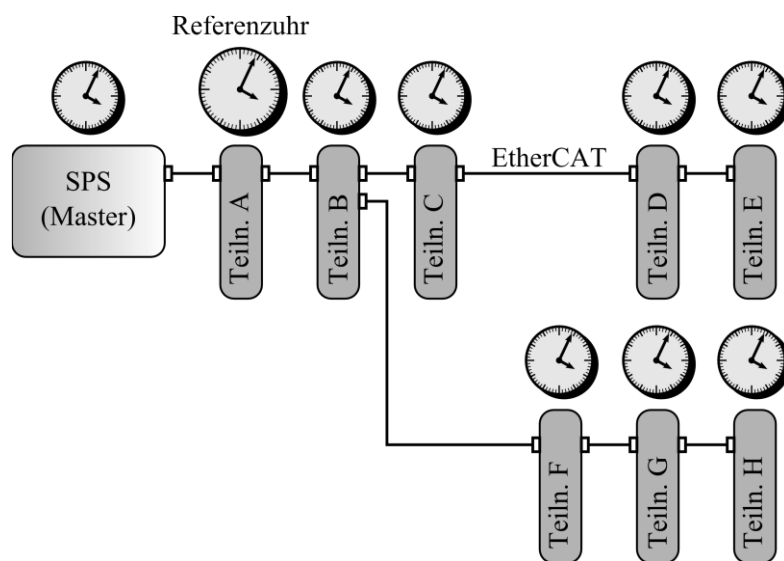 Referenzuhr
SPS
(Master)
EtherCAT
Teiln. A
Teiln. B
Teiln. C
Teiln. D
Teiln. E
Teiln. F
Teiln. G
Teiln. H